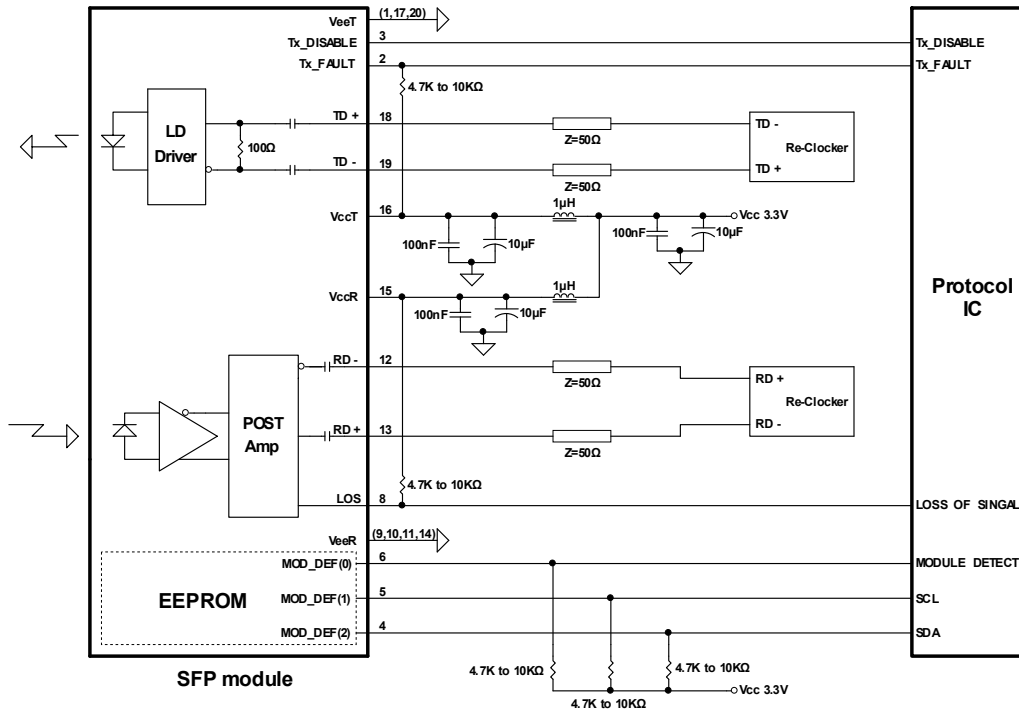 VeeT
(1,17,20)
Tx_DISABLE
3
Tx_DISABLE
Tx_FAULT
2
Tx_FAULT
4.7K to 10KΩ
LD
Driver
100Ω
TD +
18
Z=50Ω
TD -
Re-Clocker
TD -
19
Z=50Ω
TD +
VccT
16
1µH
Vcc 3.3V
100nF
10µF
100nF
10µF
VccR
15
1µH
100nF
10µF
Protocol
IC
RD -
12
Z=50Ω
RD +
Re-Clocker
POST
Amp
RD +
13
Z=50Ω
RD -
4.7K to 10KΩ
LOS
8
LOSS OF SINGAL
VeeR
(9,10,11,14)
EEPROM
MOD_DEF(0)
6
MODULE DETECT
MOD_DEF(1)
5
SCL
MOD_DEF(2)
4
SDA
4.7K to 10KΩ
4.7K to 10KΩ
4.7K to 10KΩ
Vcc 3.3V
SFP module